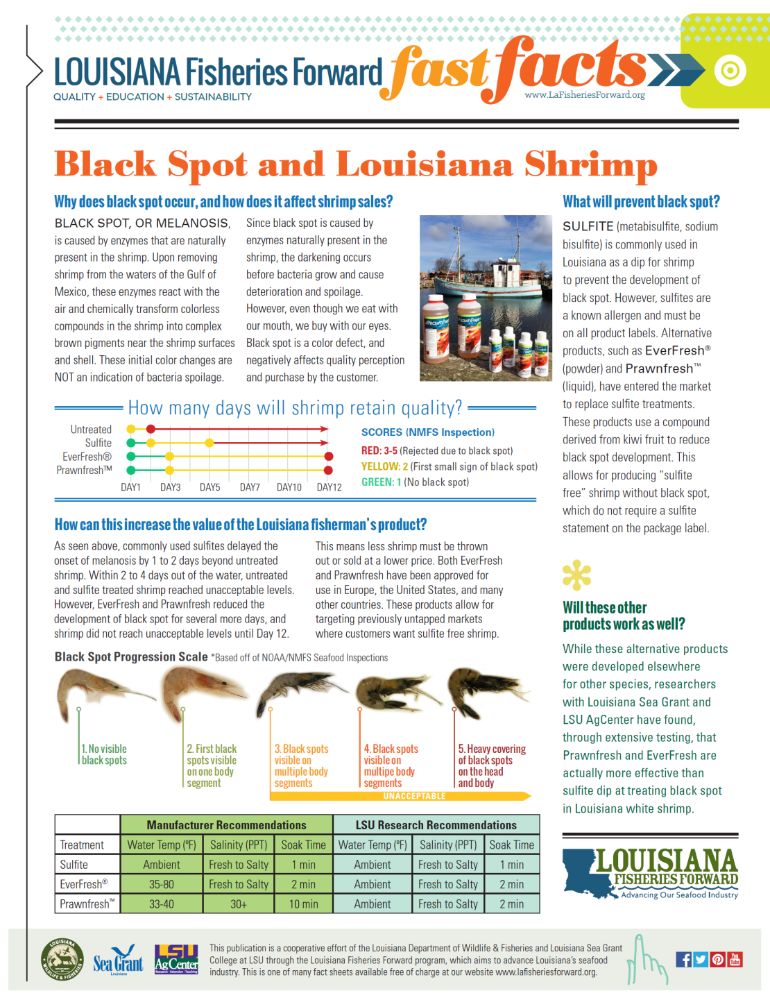 LOUISIANA Fisheries Forward fast facts
QUALITY + EDUCATION + SUSTAINABILITY
www.LaFisheriesForward.org
Black Spot and Louisiana Shrimp
Why does black spot occur, and how does it affect shrimp sales?
BLACK SPOT, OR MELANOSIS,
is caused by enzymes that are naturally
present in the shrimp. Upon removing
shrimp from the waters of the Gulf of
Mexico, these enzymes react with the
air and chemically transform colorless
compounds in the shrimp into complex
brown pigments near the shrimp surfaces
and shell. These initial color changes are
NOT an indication of bacteria spoilage.
Since black spot is caused by
enzymes naturally present in the
shrimp, the darkening occurs
before bacteria grow and cause
deterioration and spoilage.
However, even though we eat with
our mouth, we buy with our eyes.
Black spot is a color defect, and
negatively affects quality perception
and purchase by the customer.
What will prevent black spot?
SULFITE (metabisulfite, sodium
bisulfite) is commonly used in
Louisiana as a dip for shrimp
to prevent the development of
black spot. However, sulfites are
a known allergen and must be
on all product labels. Alternative
products, such as EverFresh®
(powder) and Prawnfresh™
(liquid), have entered the market
to replace sulfite treatments.
These products use a compound
derived from kiwi fruit to reduce
black spot development. This
allows for producing “sulfite
free” shrimp without black spot,
which do not require a sulfite
statement on the package label.
How many days will shrimp retain quality?
Untreated
Sulfite
EverFresh®
Prawnfresh™
DAY1 DAY3 DAY5 DAY7 DAY10 DAY12
SCORES (NMFS Inspection)
RED: 3-5 (Rejected due to black spot)
YELLOW: 2 (First small sign of black spot)
GREEN: 1 (No black spot)
How can this increase the value of the Louisiana fisherman’s product?
As seen above, commonly used sulfites delayed the
onset of melanosis by 1 to 2 days beyond untreated
shrimp. Within 2 to 4 days out of the water, untreated
and sulfite treated shrimp reached unacceptable levels.
However, EverFresh and Prawnfresh reduced the
development of black spot for several more days, and
shrimp did not reach unacceptable levels until Day 12.
This means less shrimp must be thrown
out or sold at a lower price. Both EverFresh
and Prawnfresh have been approved for
use in Europe, the United States, and many
other countries. These products allow for
targeting previously untapped markets
where customers want sulfite free shrimp.
Will these other
products work as well?
While these alternative products
were developed elsewhere
for other species, researchers
with Louisiana Sea Grant and
LSU AgCenter have found,
through extensive testing, that
Prawnfresh and EverFresh are
actually more effective than
sulfite dip at treating black spot
in Louisiana white shrimp.
Black Spot Progression Scale *Based off of NOAA/NMFS Seafood Inspections
1. No visible
black spots
2. First black
spots visible
on one body
segment
3. Black spots
visible on
multiple body
segments
4. Black spots
visible on
multipe body
segments
5. Heavy covering
of black spots
on the head
and body
UNACCEPTABLE
Manufacturer Recommendations LSU Research Recommendations
Treatment Water Temp (ºF) Salinity (PPT) Soak Time Water Temp (ºF) Salinity (PPT) Soak Time
Sulfite Ambient Fresh to Salty 1 min Ambient Fresh to Salty 1 min
EverFresh® 35-80 Fresh to Salty 2 min Ambient Fresh to Salty 2 min
Prawnfresh™ 33-40 30+ 10 min Ambient Fresh to Salty 2 min
LOUISIANA
FISHERIES FORWARD
Advancing Our Seafood Industry
LOUISIANA
WILDLIFE & FISHERIES
Sea Grant
Louisiana
LSU
AgCenter
Research • Extension • Teaching
This publication is a cooperative effort of the Louisiana Department of Wildlife & Fisheries and Louisiana Sea Grant
College at LSU through the Louisiana Fisheries Forward program, which aims to advance Louisiana’s seafood
industry. This is one of many fact sheets available free of charge at our website www.lafisheriesforward.org.
You
Tube